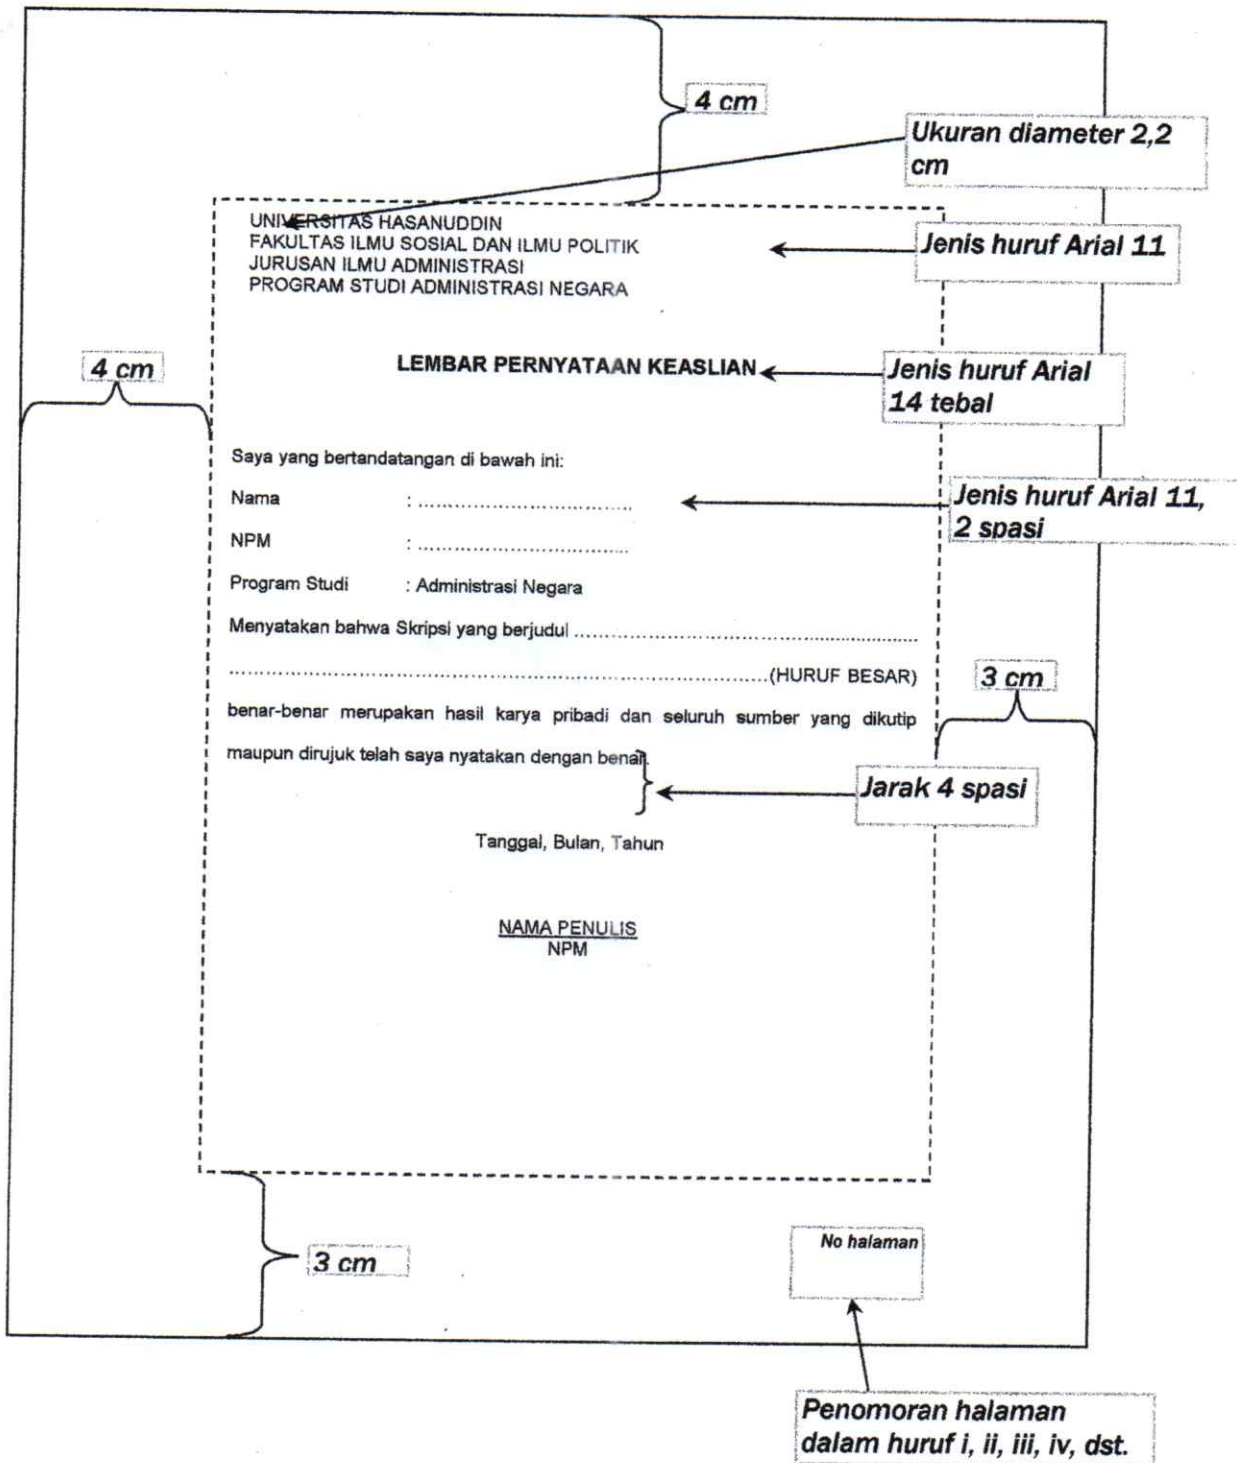 4 cm
Ukuran diameter 2,2
cm
UNIVERSITAS HASANUDDIN
FAKULTAS ILMU SOSIAL DAN ILMU POLITIK
JURUSAN ILMU ADMINISTRASI
PROGRAM STUDI ADMINISTRASI NEGARA
Jenis huruf Arial 11
4 cm
LEMBAR PERNYATAAN KEASLIAN
Jenis huruf Arial
14 tebal
Saya yang bertandatangan di bawah ini:
Nama : ..................................
Jenis huruf Arial 11,
2 spasi
NPM : ..................................
Program Studi : Administrasi Negara
Menyatakan bahwa Skripsi yang berjudul ........................................................
.........................................................................................(HURUF BESAR)
3 cm
benar-benar merupakan hasil karya pribadi dan seluruh sumber yang dikutip
maupun dirujuk telah saya nyatakan dengan benar.
Jarak 4 spasi
Tanggal, Bulan, Tahun
NAMA PENULIS
NPM
No halaman
3 cm
Penomoran halaman
dalam huruf i, ii, iii, iv, dst.